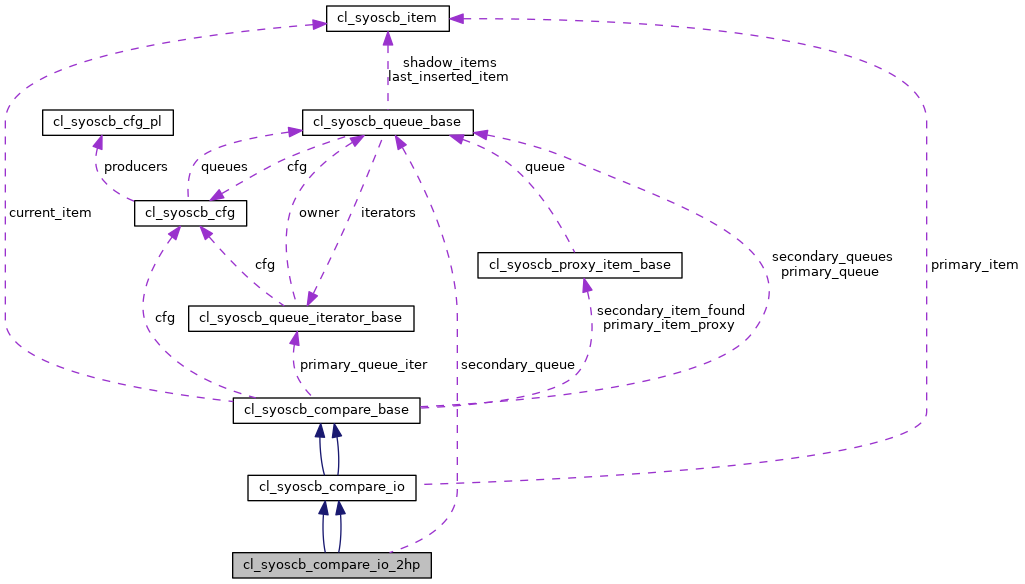 cl_syoscb_item
shadow_items
last_inserted_item
cl_syoscb_cfg_pl
cl_syoscb_queue_base
producers
queues
cfg
queue
current_item
cl_syoscb_cfg
owner
iterators
cfg
cl_syoscb_proxy_item_base
secondary_queues
primary_queue
primary_item
cfg
cl_syoscb_queue_iterator_base
secondary_item_found
primary_item_proxy
primary_queue_iter
secondary_queue
cl_syoscb_compare_base
cl_syoscb_compare_io
cl_syoscb_compare_io_2hp